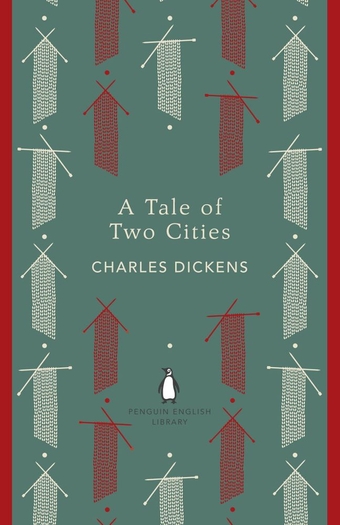 A Tale of
Two Cities
CHARLES DICKENS
PENGUIN ENGLISH
LIBRARY